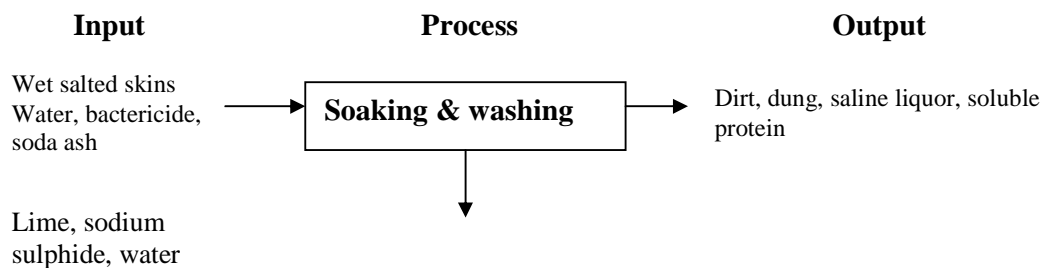 Input
Process
Output
Wet salted skins
Water, bactericide,
soda ash
Soaking & washing
Dirt, dung, saline liquor, soluble
protein
Lime, sodium
sulphide, water